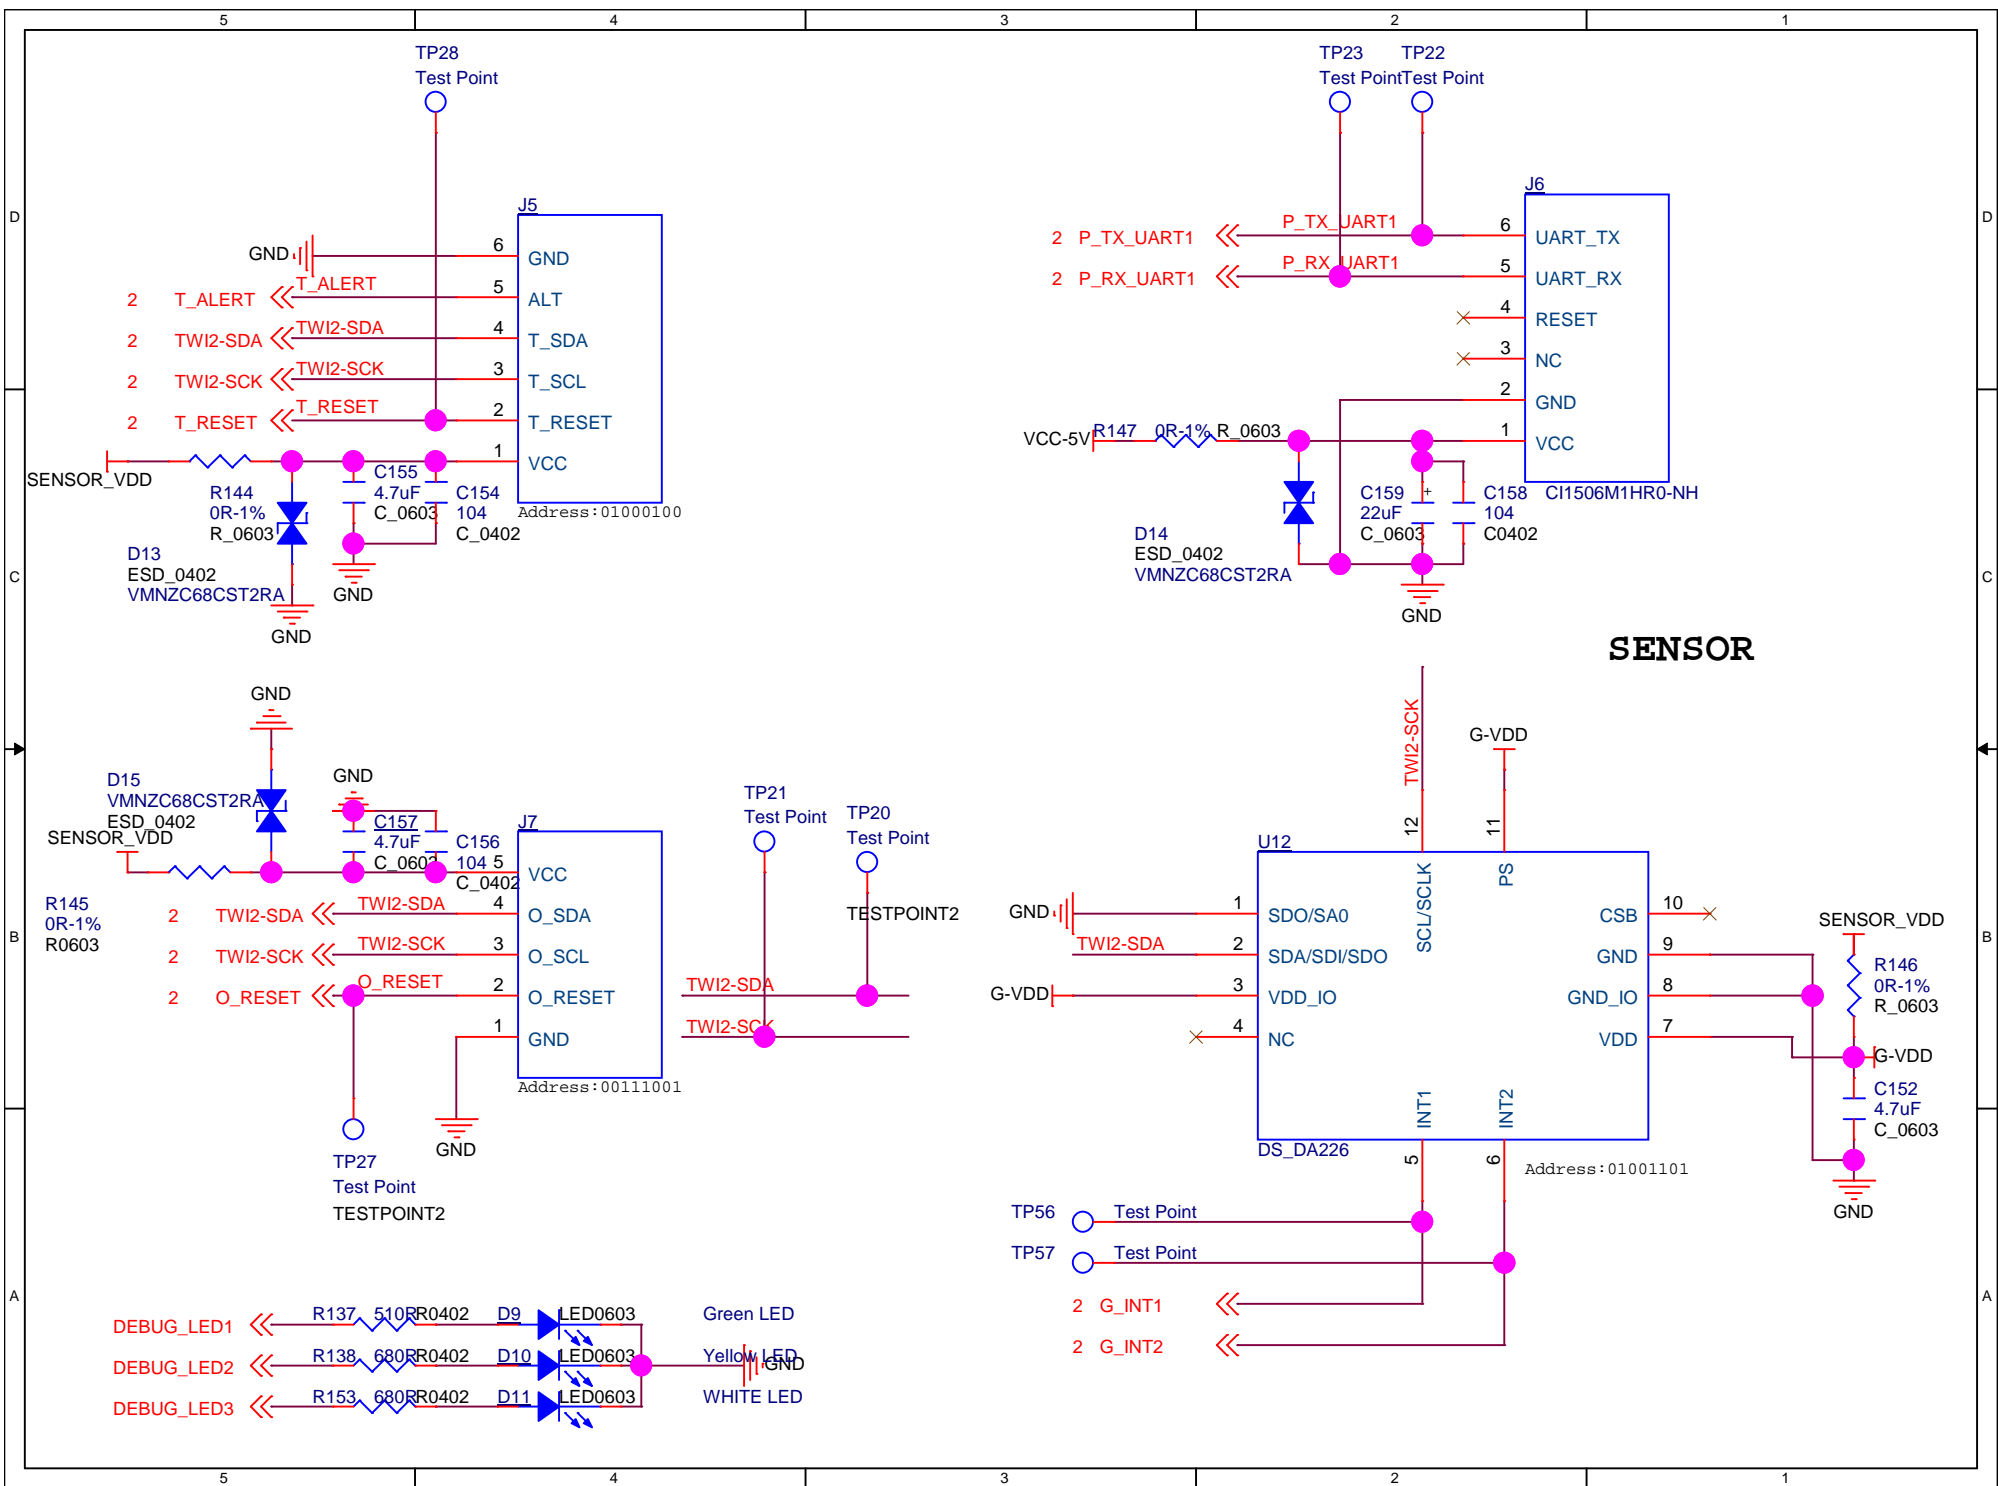 5 4 3 2 1
D
C
B
A
D
C
B
A
TP28
Test Point
J5
GND
6
GND
2 T_ALERT
T_ALERT
5
ALT
2 TWI2-SDA
TWI2-SDA
4
T_SDA
2 TWI2-SCK
TWI2-SCK
3
T_SCL
2 T_RESET
T_RESET
2
T_RESET
1
VCC
SENSOR_VDD
R144
0R-1%
R_0603
C155
4.7uF
C_0603
C154
104
C_0402
Address:01000100
D13
ESD_0402
VMNZC68CST2RA
GND
GND
TP23
Test Point
TP22
Test Point
J6
2 P_TX_UART1
P_TX_UART1
6
UART_TX
2 P_RX_UART1
P_RX_UART1
5
UART_RX
4
RESET
3
NC
2
GND
VCC-5V
R147 0R-1% R_0603
1
VCC
CI1506M1HR0-NH
C159
+
22uF
C_0603
C158
104
C0402
D14
ESD_0402
VMNZC68CST2RA
GND
SENSOR
GND
D15
VMNZC68CST2RA
ESD_0402
SENSOR_VDD
GND
C157
4.7uF
C_0603
C156
104
C_0402
R145
0R-1%
R0603
J7
5
VCC
2 TWI2-SDA
TWI2-SDA
4
O_SDA
2 TWI2-SCK
TWI2-SCK
3
O_SCL
2 O_RESET
O_RESET
2
O_RESET
1
GND
Address:00111001
GND
TP27
Test Point
TESTPOINT2
TP21
Test Point
TP20
Test Point
TESTPOINT2
TWI2-SDA
TWI2-SCK
TWI2-SCK
G-VDD
12
11
U12
SCL/SCLK
PS
GND
1
SDO/SA0
TWI2-SDA
2
SDA/SDI/SDO
G-VDD
3
VDD_IO
4
NC
10
CSB
9
GND
8
GND_IO
7
VDD
INT1
INT2
5
6
DS_DA226
Address:01001101
SENSOR_VDD
R146
0R-1%
R_0603
G-VDD
C152
4.7uF
C_0603
GND
TP56 Test Point
TP57 Test Point
2 G_INT1
2 G_INT2
DEBUG_LED1 R137 510R R0402 D9 LED0603 Green LED
DEBUG_LED2 R138 680R R0402 D10 LED0603 Yellow LED
GND
DEBUG_LED3 R153 680R R0402 D11 LED0603 WHITE LED
5 4 3 2 1